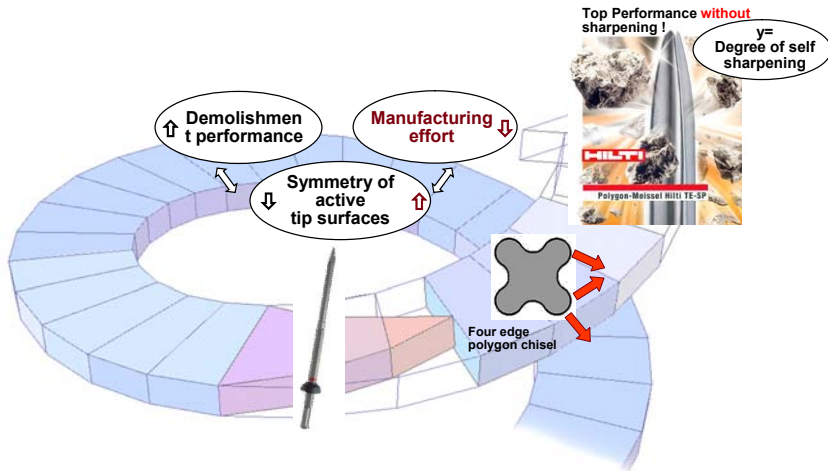 Top Performance without
sharpening !
y=
Degree of self
sharpening
Demolishmen
t performance
Manufacturing
effort
Symmetry of
active
tip surfaces
HILTI
Polygon-Meissel Hilti TE-SP
Four edge
polygon chisel